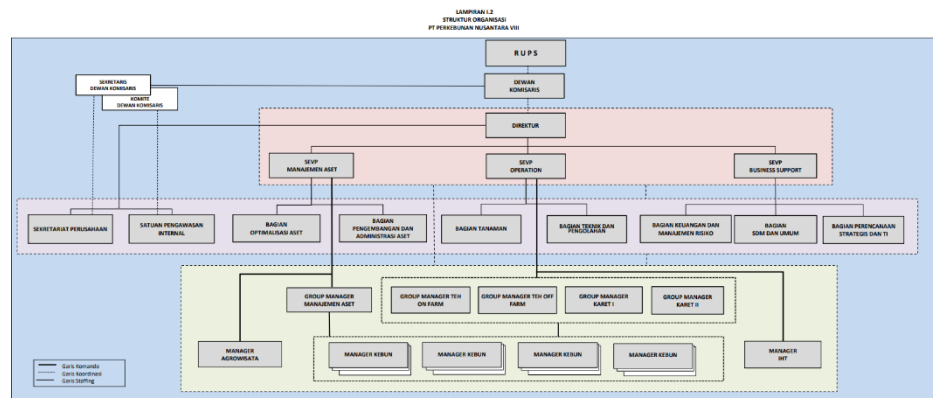 LAMPIRAN I.2
STRUKTUR ORGANISASI
PT PERKEBUNAN NUSANTARA VIII
R U P S
SEKRETARIS
DEWAN KOMISARIS
DEWAN
KOMISARIS
KOMITE
DEWAN KOMISARIS
DIREKTUR
SEVP
MANAJEMEN ASET
SEVP
OPERATION
SEVP
BUSINESS SUPPORT
SEKRETARIAT PERUSAHAAN
SATUAN PENGAWASAN
INTERNAL
BAGIAN
OPTIMALISASI ASET
BAGIAN
PENGEMBANGAN DAN
ADMINISTRASI ASET
BAGIAN TANAMAN
BAGIAN TEKNIK DAN
PENGOLAHAN
BAGIAN KEUANGAN DAN
MANAJEMEN RISIKO
BAGIAN
SDM DAN UMUM
BAGIAN PERENCANAAN
STRATEGIS DAN TI
GROUP MANAGER
MANAJEMEN ASET
GROUP MANAGER TEH
ON FARM
GROUP MANAGER TEH OFF
FARM
GROUP MANAGER
KARET I
GROUP MANAGER
KARET II
MANAGER
AGROWISATA
MANAGER KEBUN
MANAGER KEBUN
MANAGER KEBUN
MANAGER KEBUN
MANAGER
IHT
Garis Komando
Garis Koordinasi
Garis Staffing